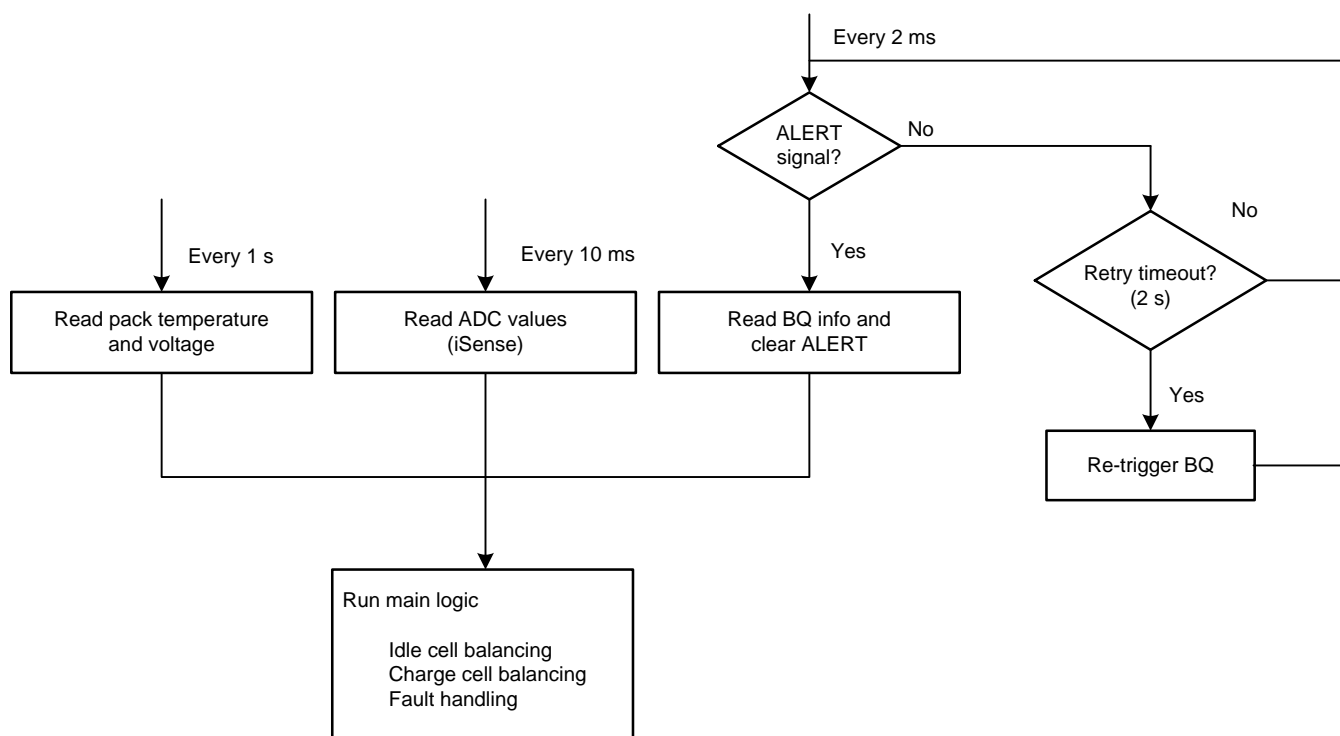 Every 2 ms
ALERT
signal?
No
Yes
No
Retry timeout?
(2 s)
Yes
Re-trigger BQ
Every 1 s
Read pack temperature
and voltage
Every 10 ms
Read ADC values
(iSense)
Read BQ info and
clear ALERT
Run main logic
Idle cell balancing
Charge cell balancing
Fault handling